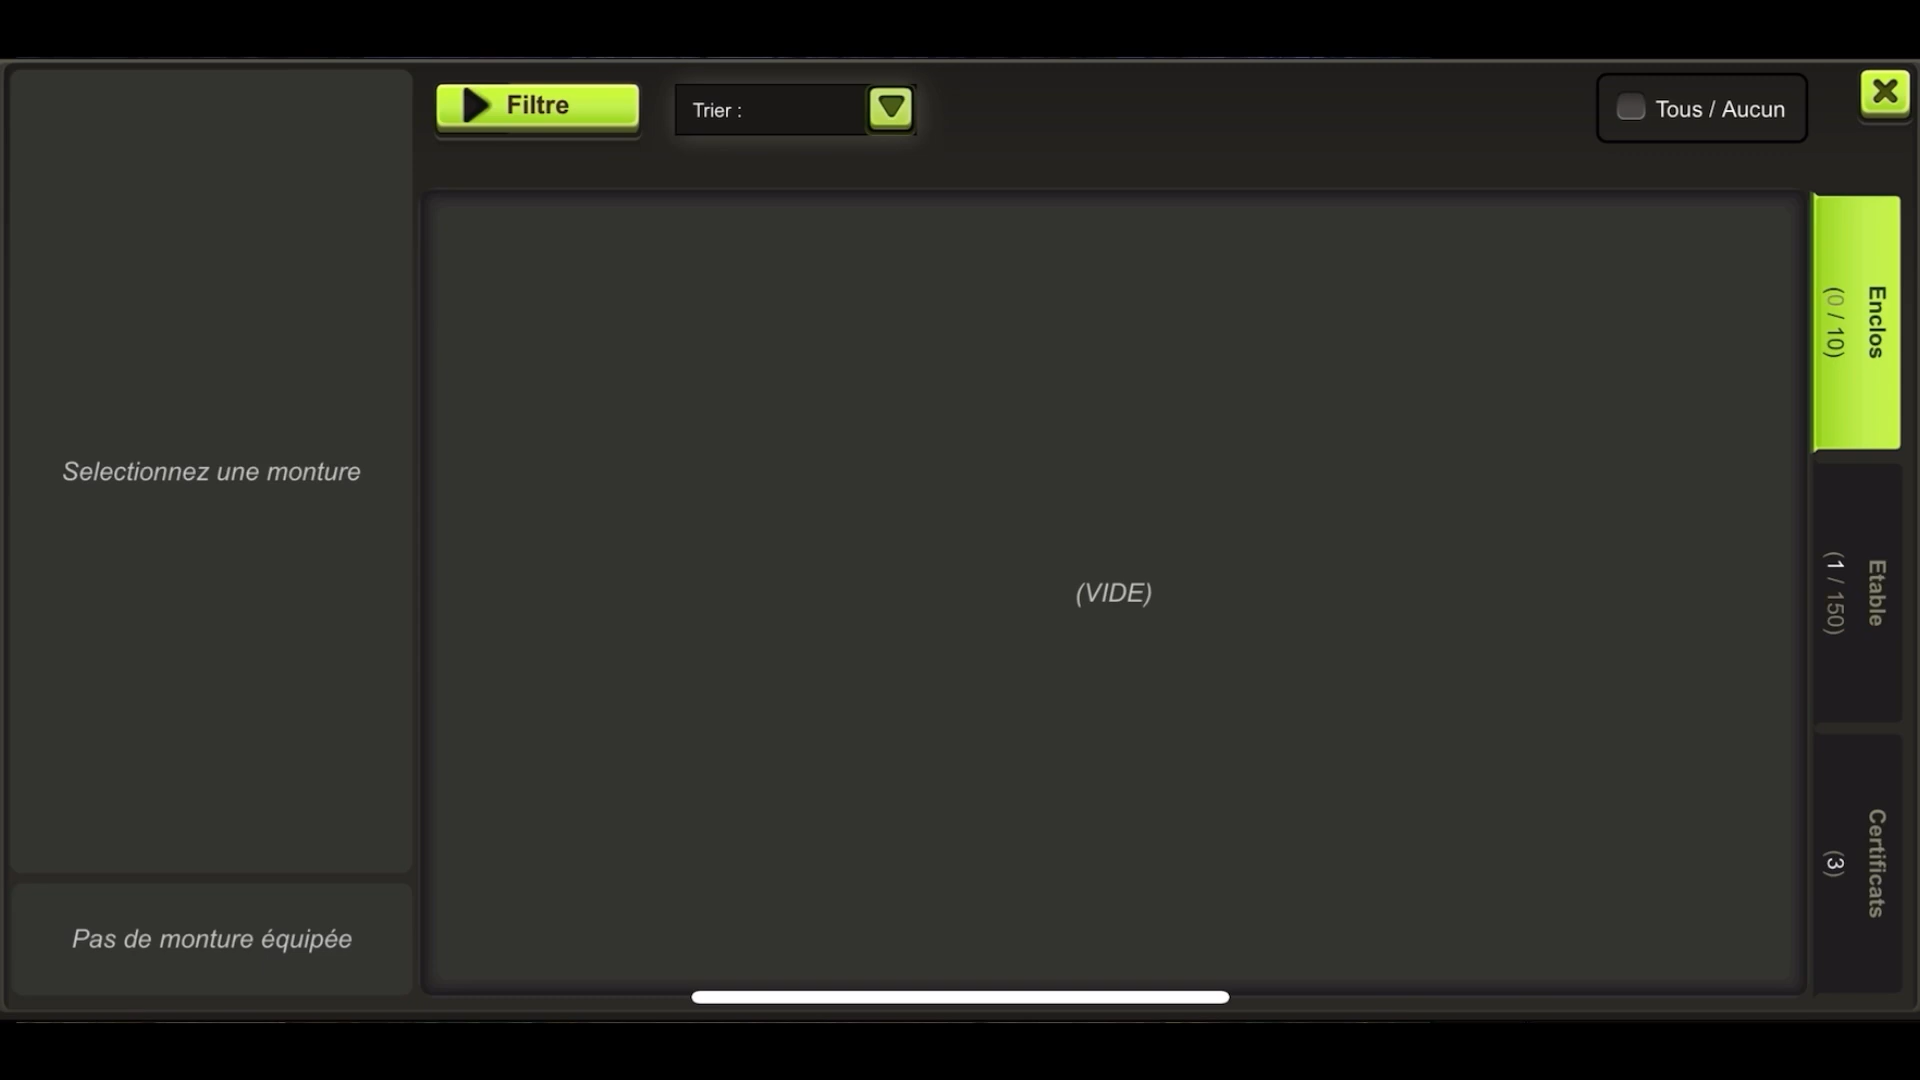 Filtre
Trier :
Tous / Aucun
Selectionnez une monture
(VIDE)
Pas de monture équipée
Enclos
(0 / 10)
Etable
(1 / 150)
Certificats
(3)